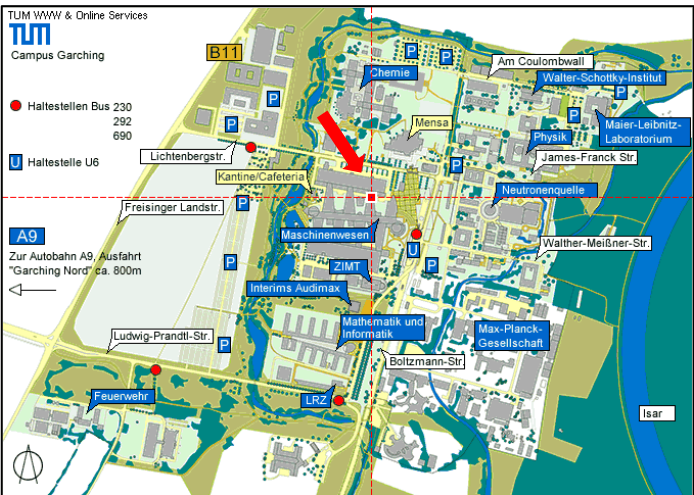 TUM WWW & Online Services
TUM
Campus Garching
B11
P
P
P
Am Coulombwall
Chemie
Walter-Schottky-Institut
P
P
Haltestellen Bus 230
292
690
Mensa
P
P
Maier-Leibnitz-
Laboratorium
Physik
Lichtenbergstr.
James-Franck Str.
U Haltestelle U6
P
Kantine/Cafeteria
Neutronenquelle
Freisinger Landstr.
P
A9
Maschinenwesen
U
Walther-Meißner-Str.
Zur Autobahn A9, Ausfahrt
"Garching Nord" ca. 800m
P
ZIMT
P
Interims Audimax
Mathematik und
Informatik
Max-Planck-
Gesellschaft
Ludwig-Prandtl-Str.
P
Boltzmann-Str.
Feuerwehr
LRZ
Isar